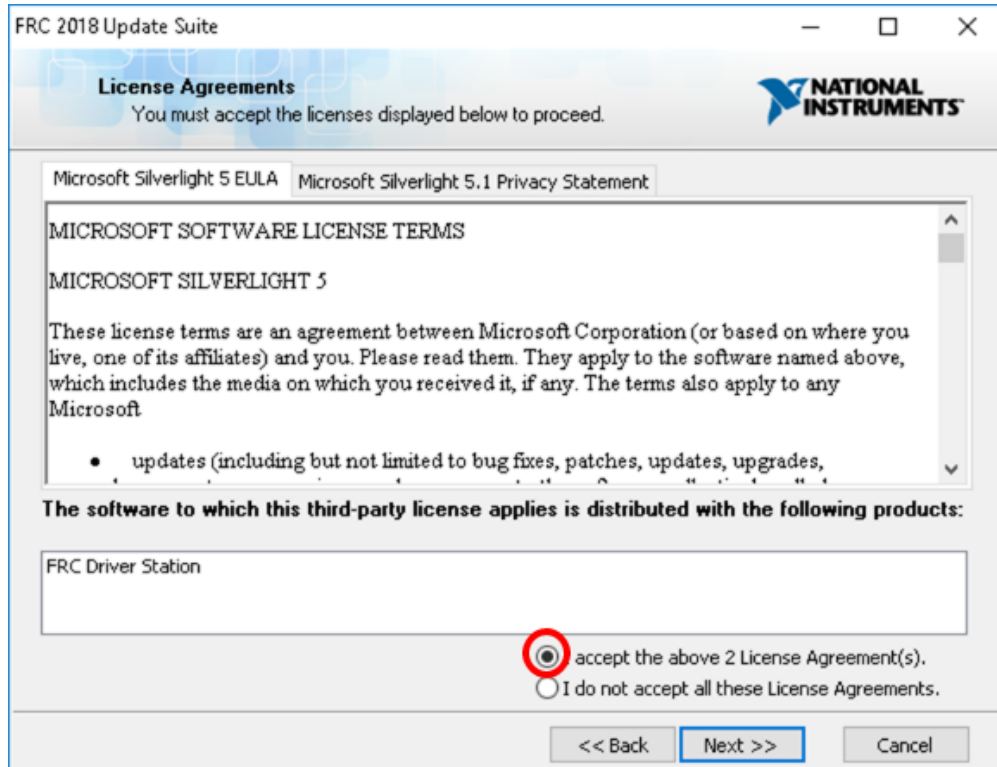 FRC 2018 Update Suite
License Agreements
You must accept the licenses displayed below to proceed.
NATIONAL
INSTRUMENTS™
Microsoft Silverlight 5 EULA
Microsoft Silverlight 5.1 Privacy Statement
MICROSOFT SOFTWARE LICENSE TERMS
MICROSOFT SILVERLIGHT 5
These license terms are an agreement between Microsoft Corporation (or based on where you
live, one of its affiliates) and you. Please read them. They apply to the software named above,
which includes the media on which you received it, if any. The terms also apply to any
Microsoft
• updates (including but not limited to bug fixes, patches, updates, upgrades,
The software to which this third-party license applies is distributed with the following products:
FRC Driver Station
accept the above 2 License Agreement(s).
I do not accept all these License Agreements.
<< Back
Next >>
Cancel